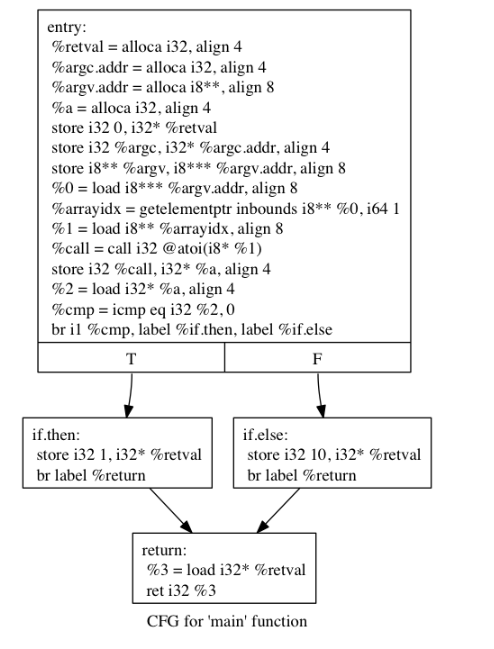 entry:
%retval = alloca i32, align 4
%argc.addr = alloca i32, align 4
%argv.addr = alloca i8**, align 8
%a = alloca i32, align 4
store i32 0, i32* %retval
store i32 %argc, i32* %argc.addr, align 4
store i8** %argv, i8*** %argv.addr, align 8
%0 = load i8*** %argv.addr, align 8
%arrayidx = getelementptr inbounds i8** %0, i64 1
%1 = load i8** %arrayidx, align 8
%call = call i32 @atoi(i8* %1)
store i32 %call, i32* %a, align 4
%2 = load i32* %a, align 4
%cmp = icmp eq i32 %2, 0
br i1 %cmp, label %if.then, label %if.else
T
F
if.then:
store i32 1, i32* %retval
br label %return
if.else:
store i32 10, i32* %retval
br label %return
return:
%3 = load i32* %retval
ret i32 %3
CFG for 'main' function